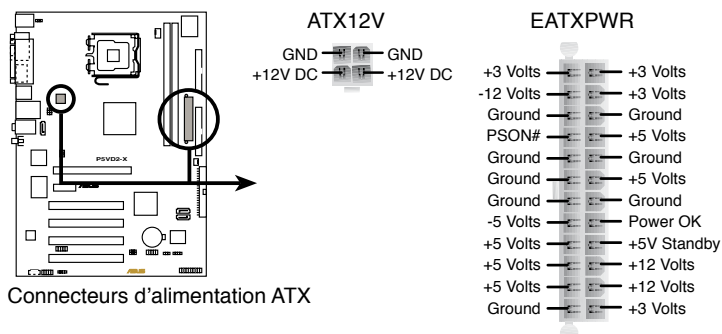 ATX12V
GND GND
+12V DC +12V DC
EATXPWR
+3 Volts +3 Volts
-12 Volts +3 Volts
Ground Ground
PSON# +5 Volts
Ground Ground
Ground +5 Volts
Ground Ground
-5 Volts Power OK
+5 Volts +5V Standby
+5 Volts +12 Volts
+5 Volts +12 Volts
Ground +3 Volts
P5VD2-X
ASUS
Connecteurs d’alimentation ATX